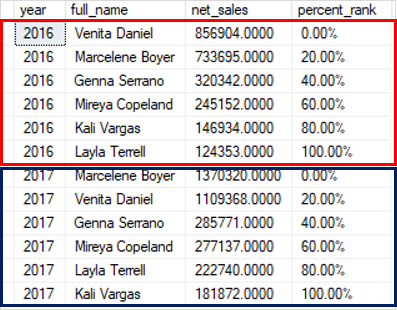 year full_name net_sales percent_rank
2016 Venita Daniel 856904.0000 0.00%
2016 Marcelene Boyer 733695.0000 20.00%
2016 Genna Serrano 320342.0000 40.00%
2016 Mireya Copeland 245152.0000 60.00%
2016 Kali Vargas 146934.0000 80.00%
2016 Layla Terrell 124353.0000 100.00%
2017 Marcelene Boyer 1370320.0000 0.00%
2017 Venita Daniel 1109368.0000 20.00%
2017 Genna Serrano 285771.0000 40.00%
2017 Mireya Copeland 277137.0000 60.00%
2017 Layla Terrell 222740.0000 80.00%
2017 Kali Vargas 181872.0000 100.00%